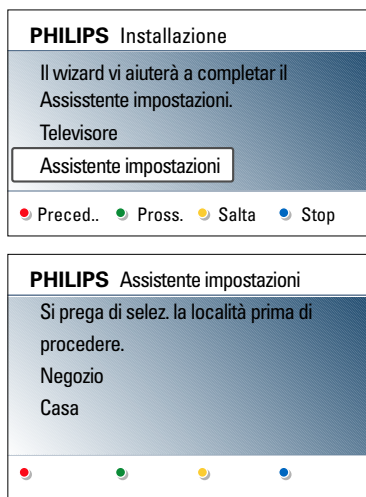 PHILIPS Installazione
Il wizard vi aiuterà a completar il
Assisstente impostazioni.
Televisore
Assistente impostazioni
Preced.. Pross. Salta Stop
PHILIPS Assistente impostazioni
Si prega di selez. la località prima di
procedere.
Negozio
Casa